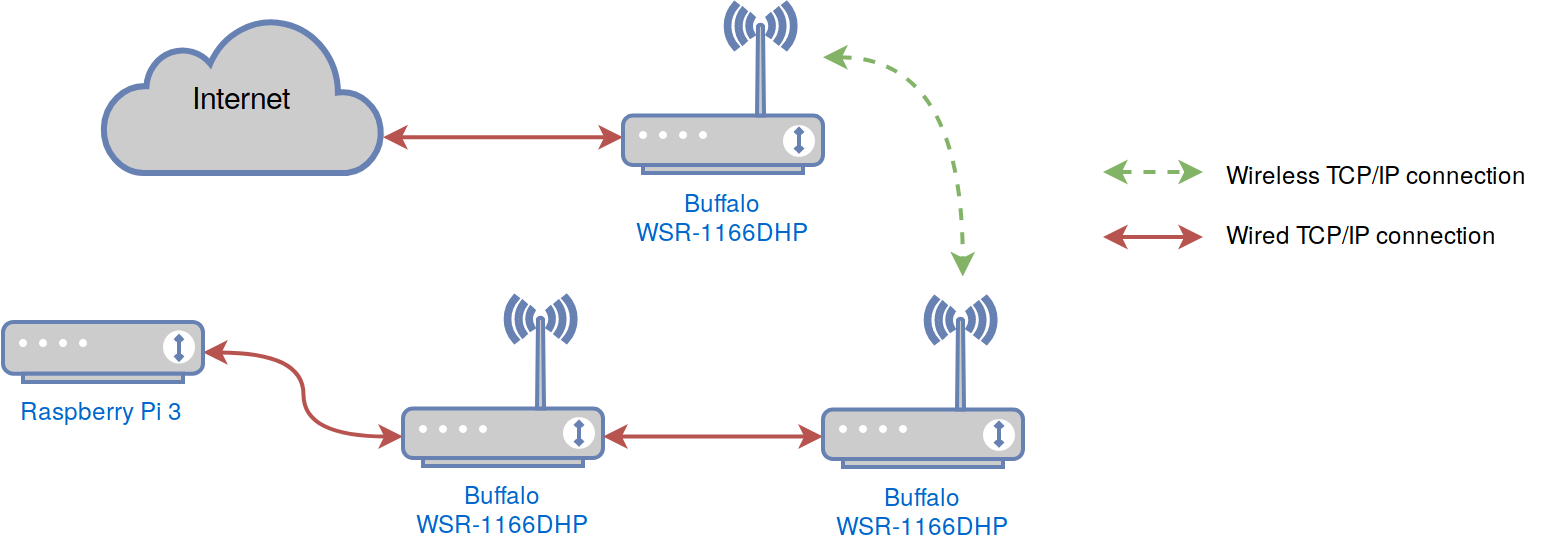 Internet
Buffalo
WSR-1166DHP
Wireless TCP/IP connection
Wired TCP/IP connection
Raspberry Pi 3
Buffalo
WSR-1166DHP
Buffalo
WSR-1166DHP